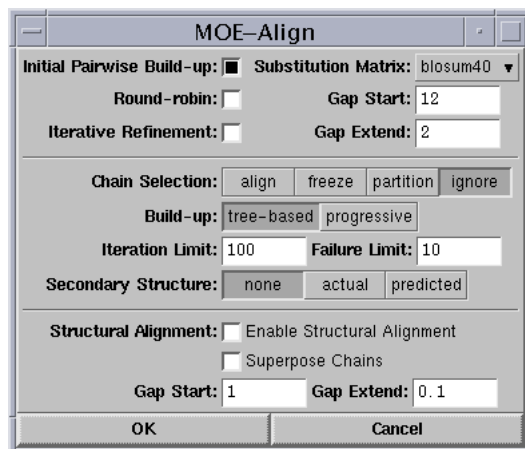 MOE-Align
Initial Pairwise Build-up: Substitution Matrix: blosum40
Round-robin: Gap Start: 12
Iterative Refinement: Gap Extend: 2
Chain Selection: align freeze partition ignore
Build-up: tree-based progressive
Iteration Limit: 100 Failure Limit: 10
Secondary Structure: none actual predicted
Structural Alignment: Enable Structural Alignment
Superpose Chains
Gap Start: 1 Gap Extend: 0.1
OK Cancel